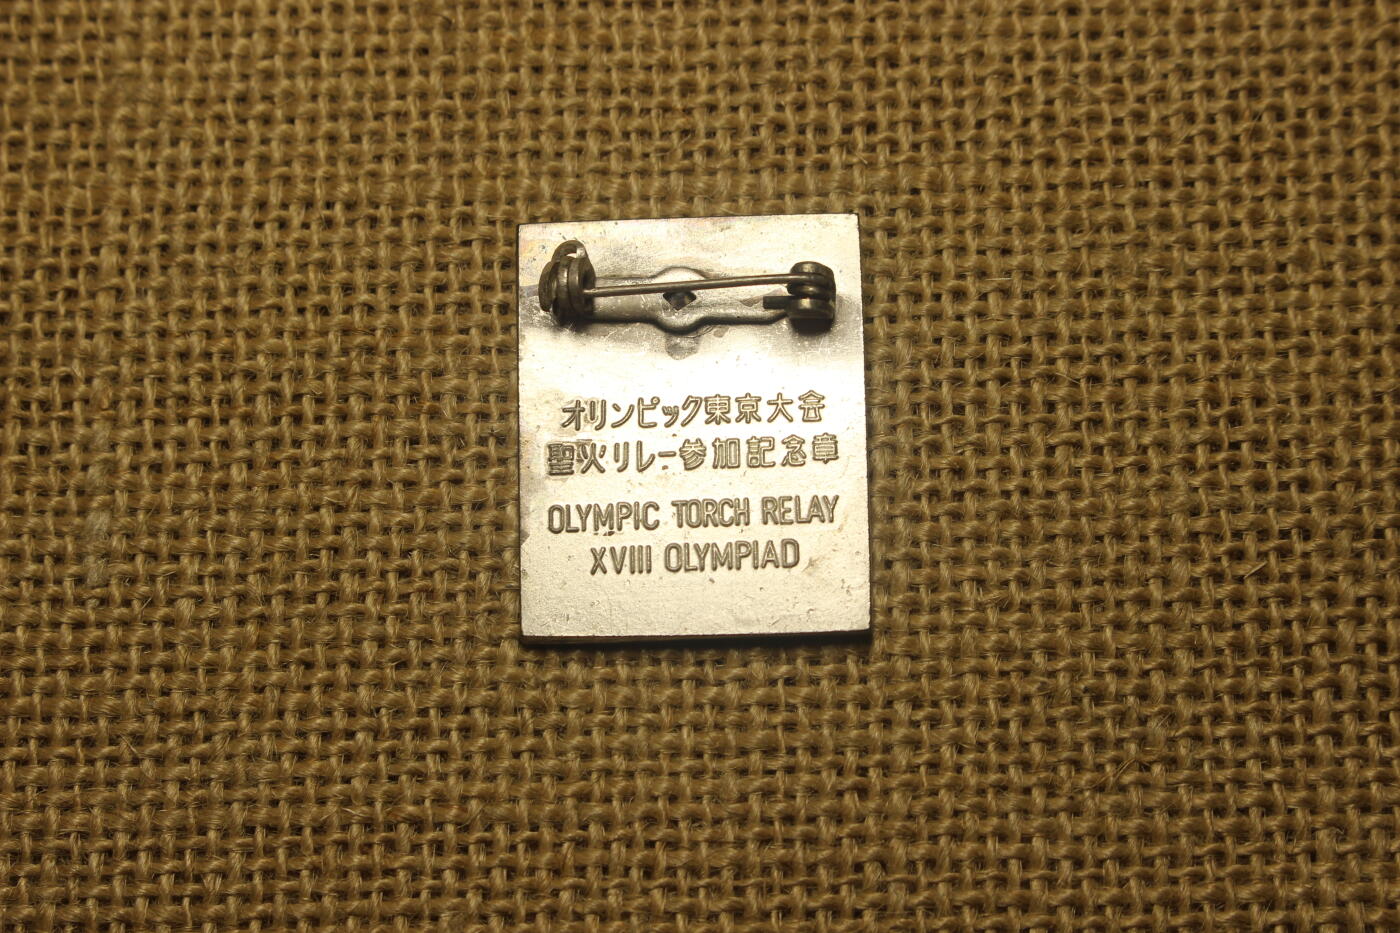 オリンピック東京大会
聖火リレー参加記念章
OLYMPIC TORCH RELAY
XVIII OLYMPIAD